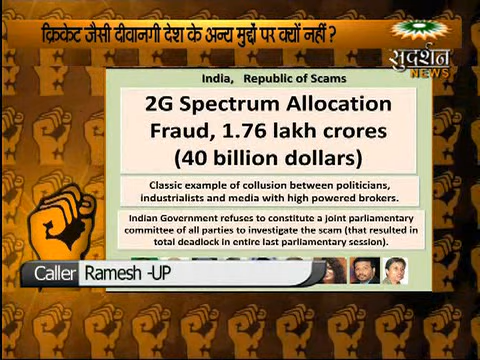 क्रिकेट जैसी दीवानगी देश के अन्य मुद्दों पर क्यों नहीं ?
सुदर्शन
NEWS
India, Republic of Scams
2G Spectrum Allocation
Fraud, 1.76 lakh crores
(40 billion dollars)
Classic example of collusion between politicians,
industrialists and media with high powered brokers.
Indian Government refuses to constitute a joint parliamentary
committee of all parties to investigate the scam (that resulted in
total deadlock in entire last parliamentary session).
Caller Ramesh -UP